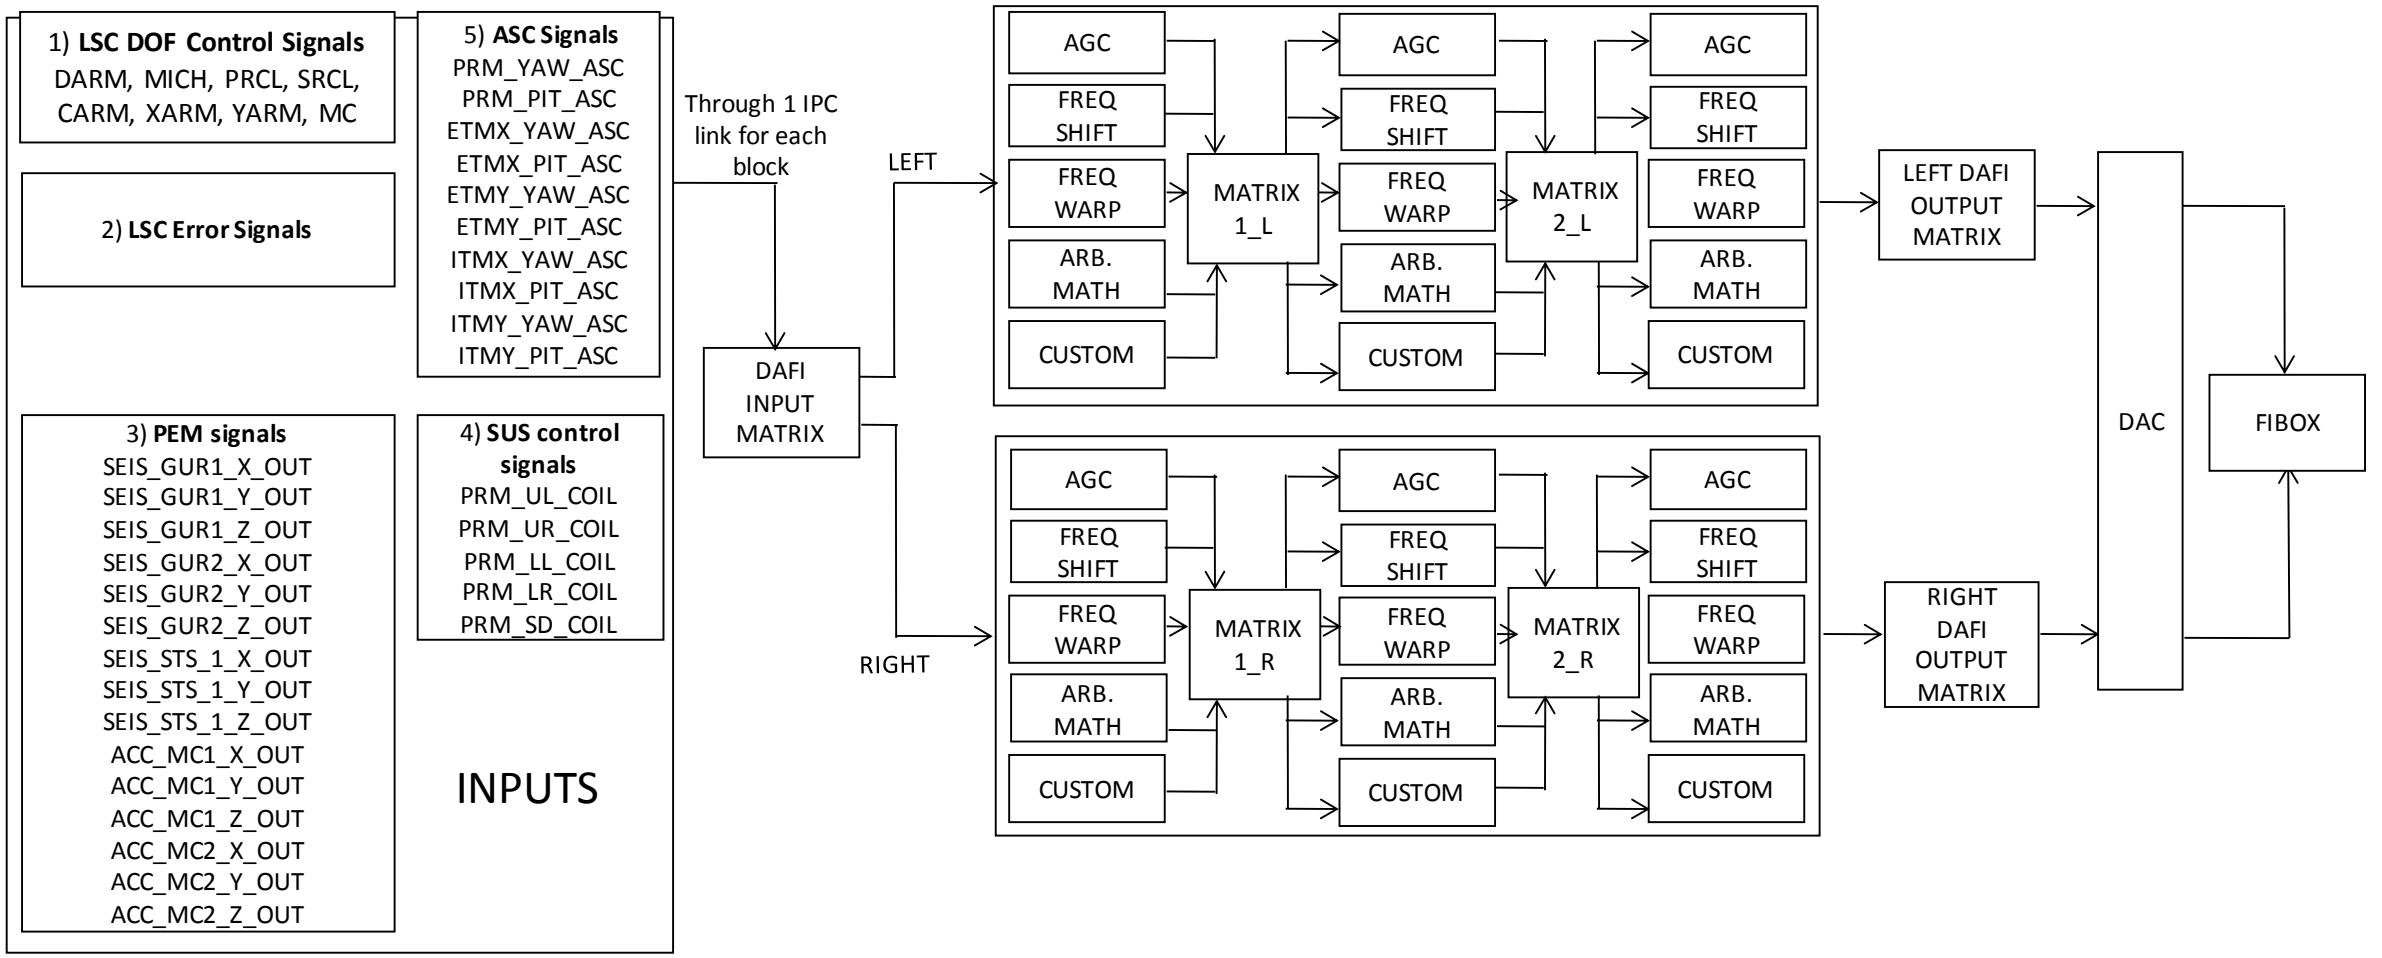 1) LSC DOF Control Signals
DARM, MICH, PRCL, SRCL,
CARM, XARM, YARM, MC
2) LSC Error Signals
5) ASC Signals
PRM_YAW_ASC
PRM_PIT_ASC
ETMX_YAW_ASC
ETMX_PIT_ASC
ETMY_YAW_ASC
ETMY_PIT_ASC
ITMX_YAW_ASC
ITMX_PIT_ASC
ITMY_YAW_ASC
ITMY_PIT_ASC
3) PEM signals
SEIS_GUR1_X_OUT
SEIS_GUR1_Y_OUT
SEIS_GUR1_Z_OUT
SEIS_GUR2_X_OUT
SEIS_GUR2_Y_OUT
SEIS_GUR2_Z_OUT
SEIS_STS_1_X_OUT
SEIS_STS_1_Y_OUT
SEIS_STS_1_Z_OUT
ACC_MC1_X_OUT
ACC_MC1_Y_OUT
ACC_MC1_Z_OUT
ACC_MC2_X_OUT
ACC_MC2_Y_OUT
ACC_MC2_Z_OUT
4) SUS control
signals
PRM_UL_COIL
PRM_UR_COIL
PRM_LL_COIL
PRM_LR_COIL
PRM_SD_COIL
INPUTS
Through 1 IPC
link for each
block
DAFI
INPUT
MATRIX
LEFT
RIGHT
AGC
FREQ
SHIFT
FREQ
WARP
ARB.
MATH
CUSTOM
MATRIX
1_L
AGC
FREQ
SHIFT
FREQ
WARP
ARB.
MATH
CUSTOM
MATRIX
2_L
AGC
FREQ
SHIFT
FREQ
WARP
ARB.
MATH
CUSTOM
AGC
FREQ
SHIFT
FREQ
WARP
ARB.
MATH
CUSTOM
MATRIX
1_R
AGC
FREQ
SHIFT
FREQ
WARP
ARB.
MATH
CUSTOM
MATRIX
2_R
AGC
FREQ
SHIFT
FREQ
WARP
ARB.
MATH
CUSTOM
LEFT DAFI
OUTPUT
MATRIX
RIGHT
DAFI
OUTPUT
MATRIX
DAC
FIBOX